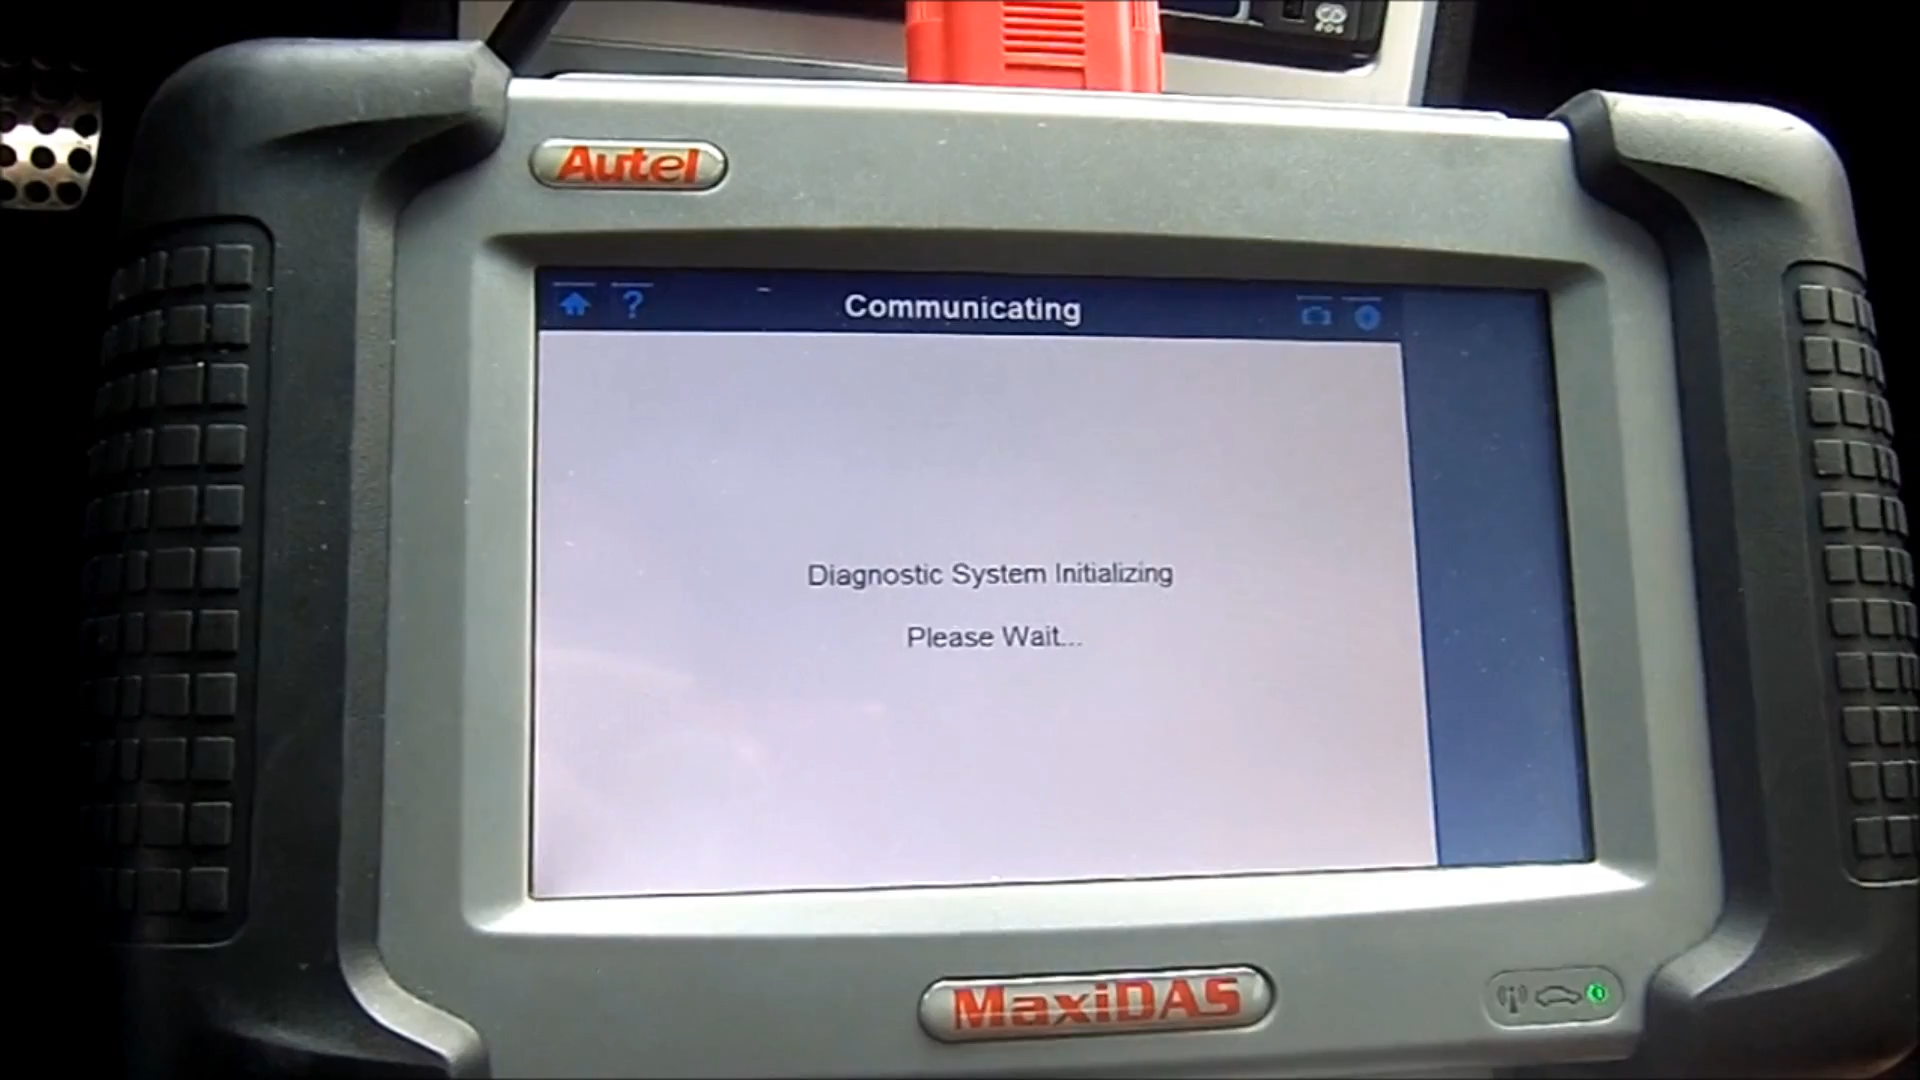 Autel
?
Communicating
Diagnostic System Initializing
Please Wait...
MaxiDAS